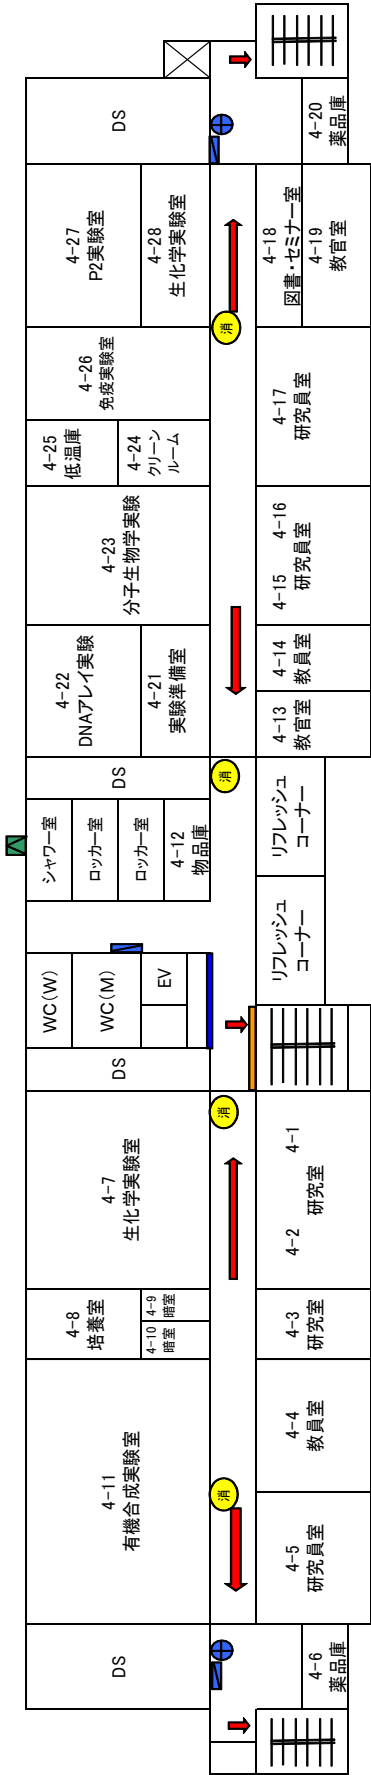 DS
4-27
P2実験室
4-28
生化学実験室
4-26
免疫実験室
4-25
低温庫
4-24
クリーン
ルーム
4-23
分子生物学実験
4-22
DNAアレイ実験
4-21
実験準備室
DS
シャワー室
ロッカー室
ロッカー室
4-12
物品庫
WC(W)
WC(M)
EV
DS
4-7
生化学実験室
4-8
培養室
4-9
暗室
4-10
暗室
4-11
有機合成実験室
DS
消
消
消
消
4-20
薬品庫
4-18
図書・セミナー室
4-19
教官室
4-17
研究員室
4-15 4-16
研究員室
4-14
教員室
4-13
教官室
リフレッシュ
コーナー
リフレッシュ
コーナー
4-2 4-1
研究室
4-3
研究室
4-4
教員室
4-5
研究員室
4-6
薬品庫